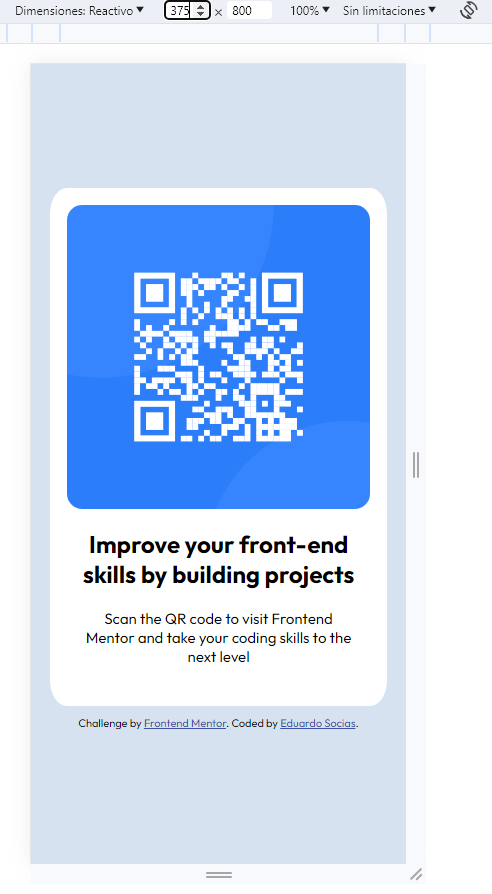 Dimensiones: Reactivo ▼ 375 × 800 100% ▼ Sin limitaciones ▼
Improve your front-end
skills by building projects
Scan the QR code to visit Frontend
Mentor and take your coding skills to the
next level
Challenge by Frontend Mentor. Coded by Eduardo Socias.